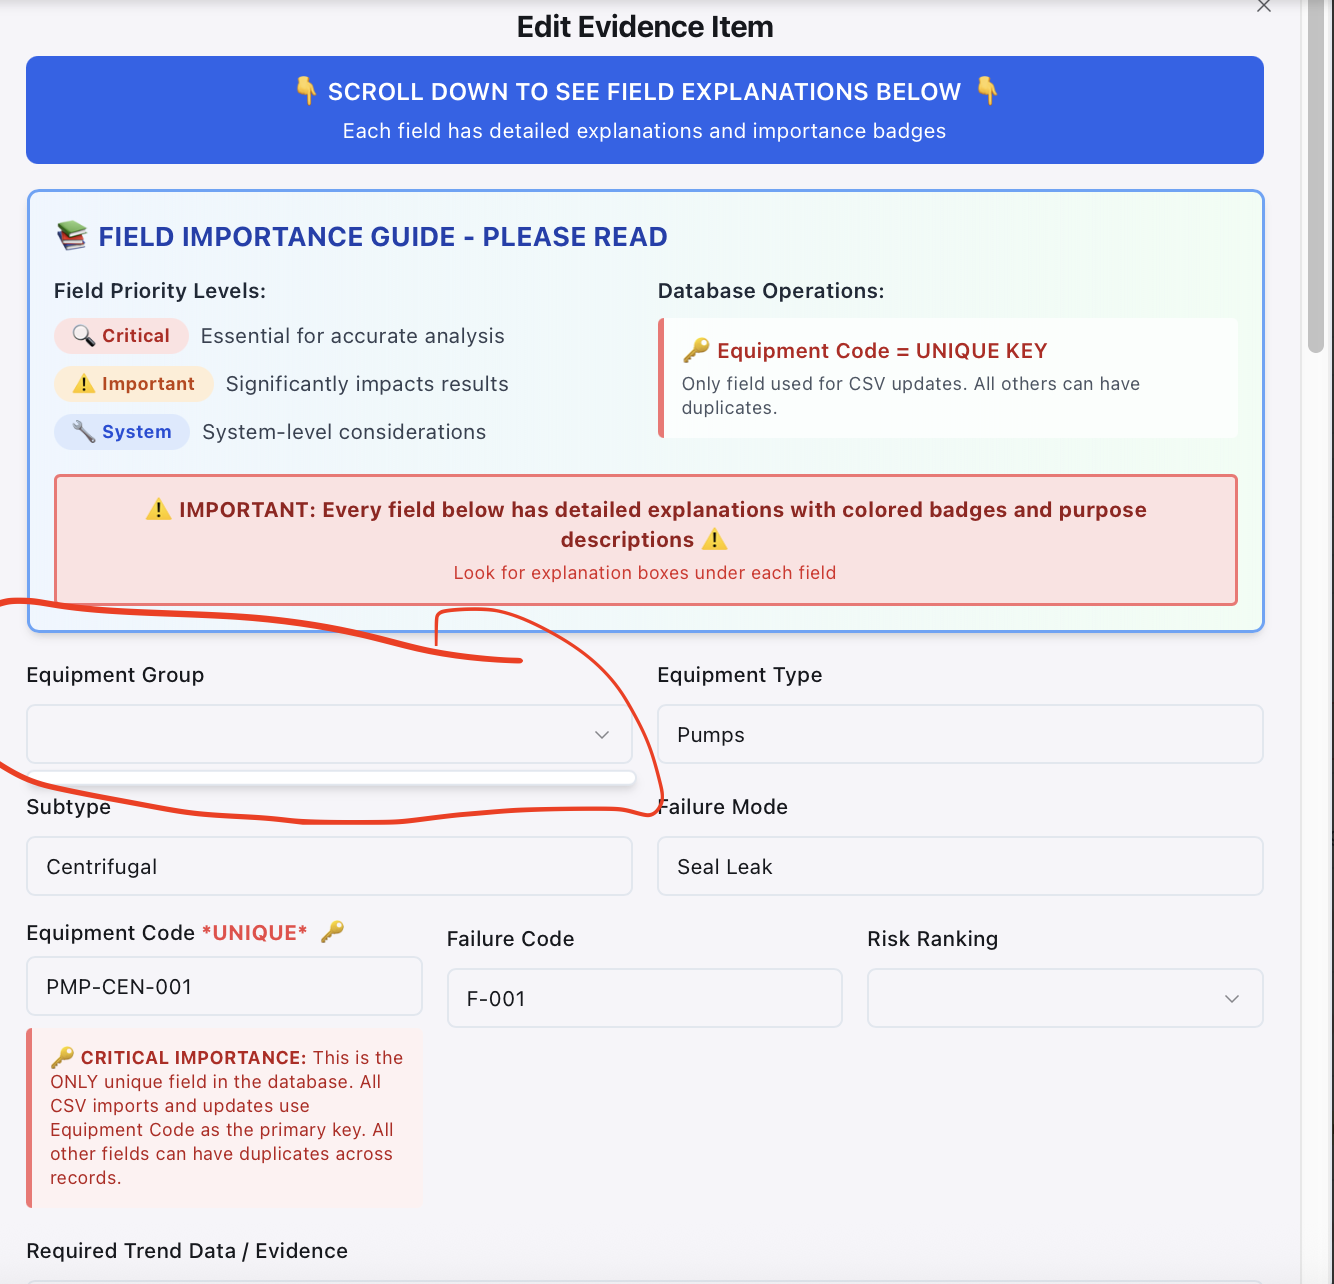 Edit Evidence Item
👇 SCROLL DOWN TO SEE FIELD EXPLANATIONS BELOW 👇
Each field has detailed explanations and importance badges
📚 FIELD IMPORTANCE GUIDE - PLEASE READ
Field Priority Levels:
🔍 Critical Essential for accurate analysis
⚠️ Important Significantly impacts results
🔧 System System-level considerations
Database Operations:
🔑 Equipment Code = UNIQUE KEY
Only field used for CSV updates. All others can have
duplicates.
⚠️ IMPORTANT: Every field below has detailed explanations with colored badges and purpose
descriptions ⚠️
Look for explanation boxes under each field
Equipment Group
Equipment Type
Pumps
Subtype
Centrifugal
Failure Mode
Seal Leak
Equipment Code *UNIQUE* 🔑
PMP-CEN-001
🔑 CRITICAL IMPORTANCE: This is the
ONLY unique field in the database. All
CSV imports and updates use
Equipment Code as the primary key. All
other fields can have duplicates across
records.
Failure Code
F-001
Risk Ranking
Required Trend Data / Evidence